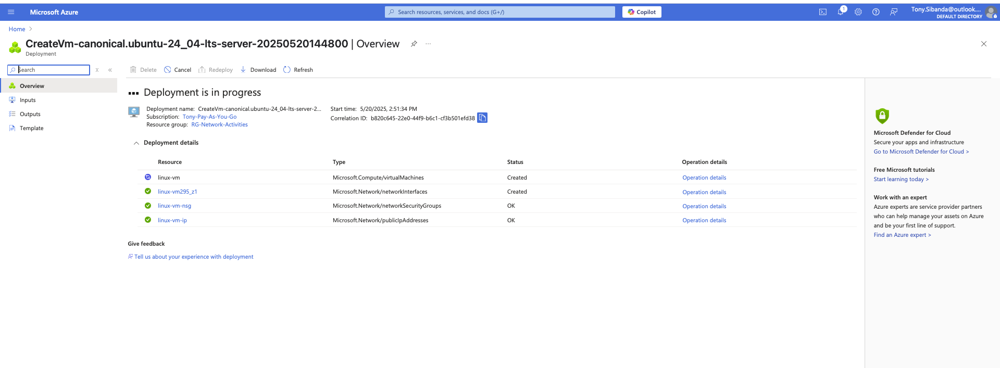 Microsoft Azure
Search resources, services, and docs (G+/)
Copilot
1
Tony.Sibanda@outlook....
DEFAULT DIRECTORY
Home
CreateVm-canonical.ubuntu-24_04-lts-server-20250520144800 | Overview
...
Deployment
Search
Delete
Cancel
Redeploy
Download
Refresh
Overview
Inputs
Outputs
Template
Deployment is in progress
Deployment name: CreateVm-canonical.ubuntu-24_04-lts-server-2...
Subscription: Tony-Pay-As-You-Go
Resource group: RG-Network-Activities
Start time: 5/20/2025, 2:51:34 PM
Correlation ID: b820c645-22e0-44f9-b6c1-cf3b501efd38
Deployment details
Resource Type Status Operation details
linux-vm Microsoft.Compute/virtualMachines Created Operation details
linux-vm295_z1 Microsoft.Network/networkInterfaces Created Operation details
linux-vm-nsg Microsoft.Network/networkSecurityGroups OK Operation details
linux-vm-ip Microsoft.Network/publicIpAddresses OK Operation details
Give feedback
Tell us about your experience with deployment
Microsoft Defender for Cloud
Secure your apps and infrastructure
Go to Microsoft Defender for Cloud >
Free Microsoft tutorials
Start learning today >
Work with an expert
Azure experts are service provider partners
who can help manage your assets on Azure
and be your first line of support.
Find an Azure expert >